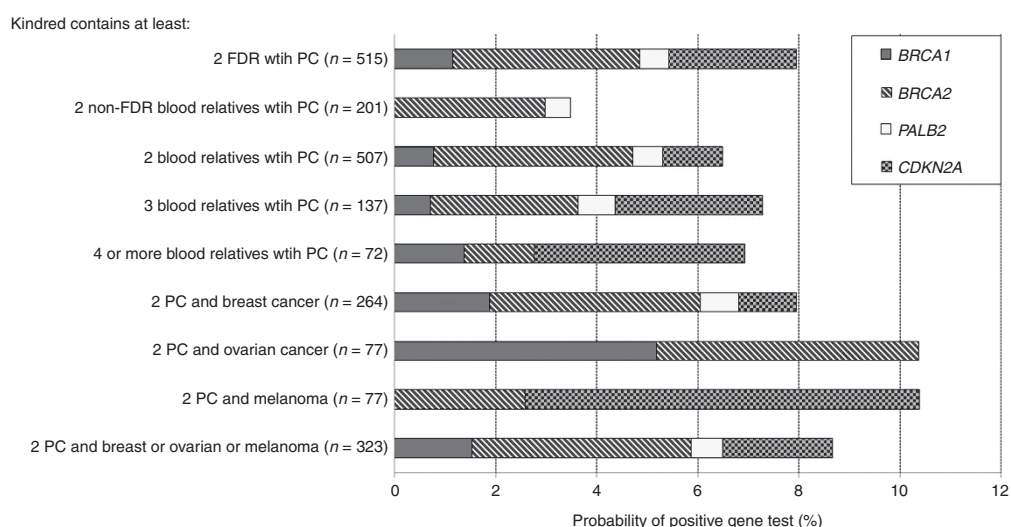 Kindred contains at least:
2 FDR wtih PC (n = 515)
2 non-FDR blood relatives wtih PC (n = 201)
2 blood relatives wtih PC (n = 507)
3 blood relatives wtih PC (n = 137)
4 or more blood relatives wtih PC (n = 72)
2 PC and breast cancer (n = 264)
2 PC and ovarian cancer (n = 77)
2 PC and melanoma (n = 77)
2 PC and breast or ovarian or melanoma (n = 323)
BRCA1
BRCA2
PALB2
CDKN2A
0 2 4 6 8 10 12
Probability of positive gene test (%)